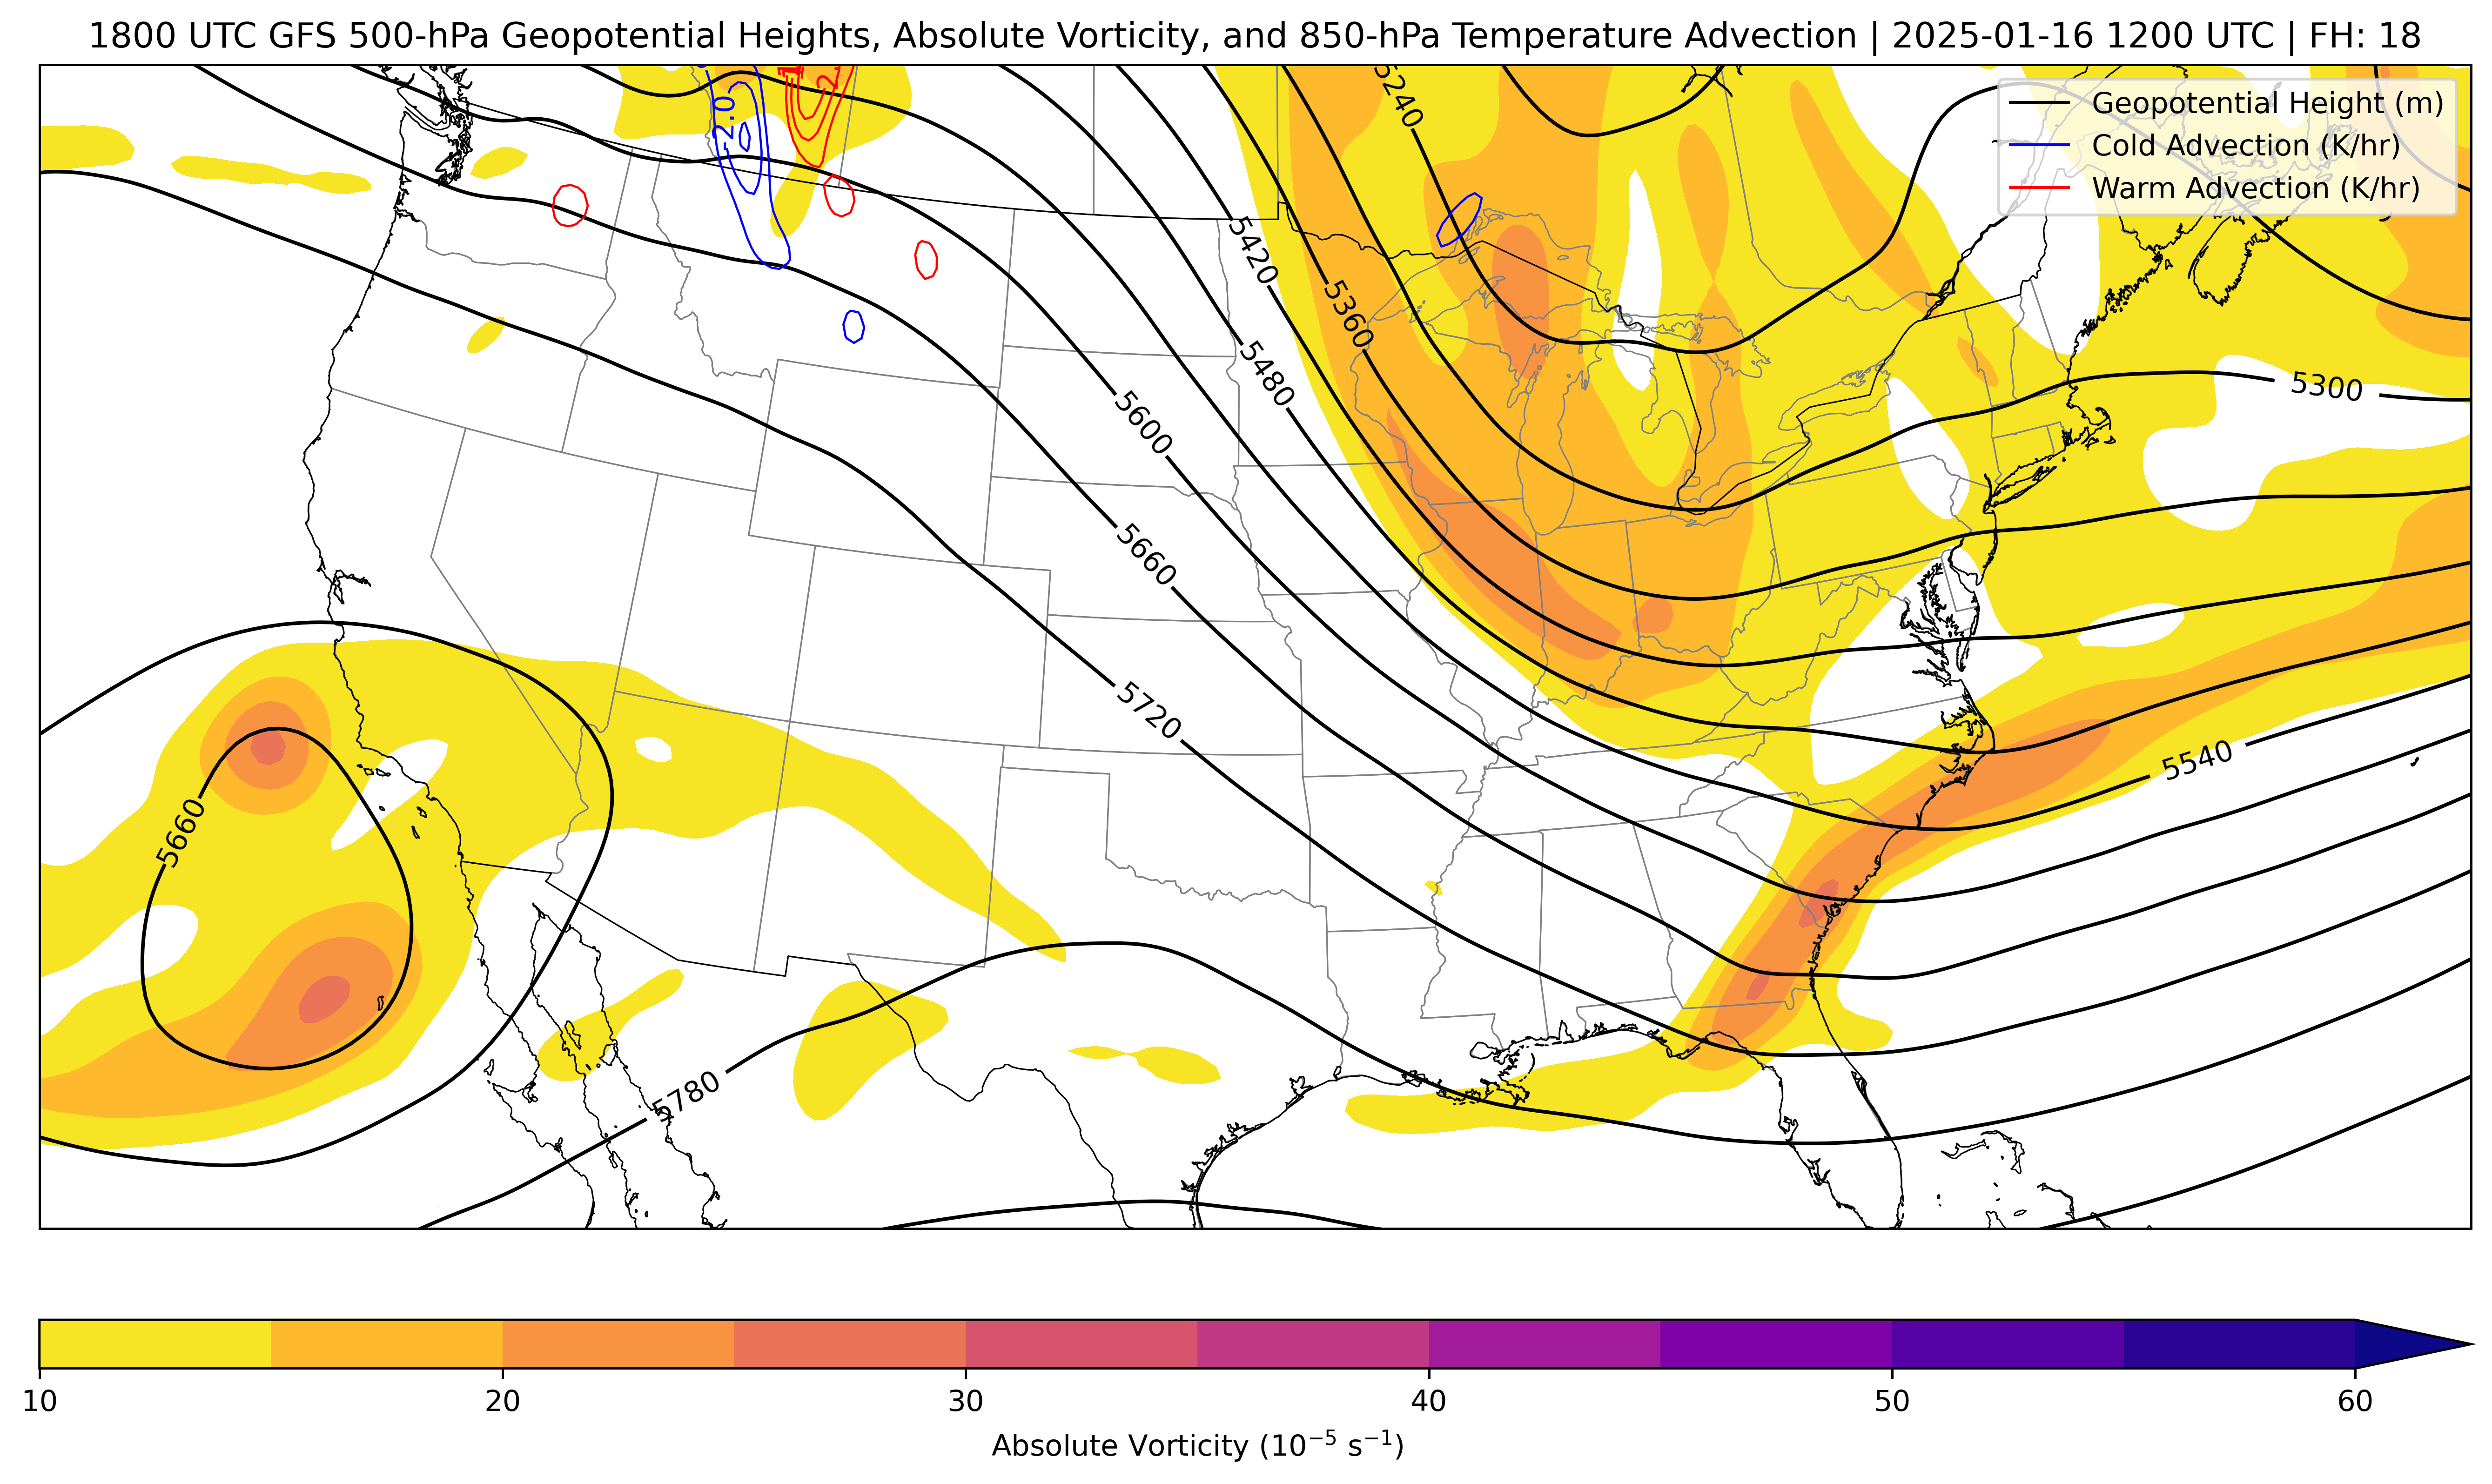 1800 UTC GFS 500-hPa Geopotential Heights, Absolute Vorticity, and 850-hPa Temperature Advection | 2025-01-16 1200 UTC | FH: 18
Geopotential Height (m)
Cold Advection (K/hr)
Warm Advection (K/hr)
-2.0
5240
5420
5360
5480
5300
5600
5660
5720
5540
5660
5780
10 20 30 40 50 60
Absolute Vorticity (10⁻⁵ s⁻¹)